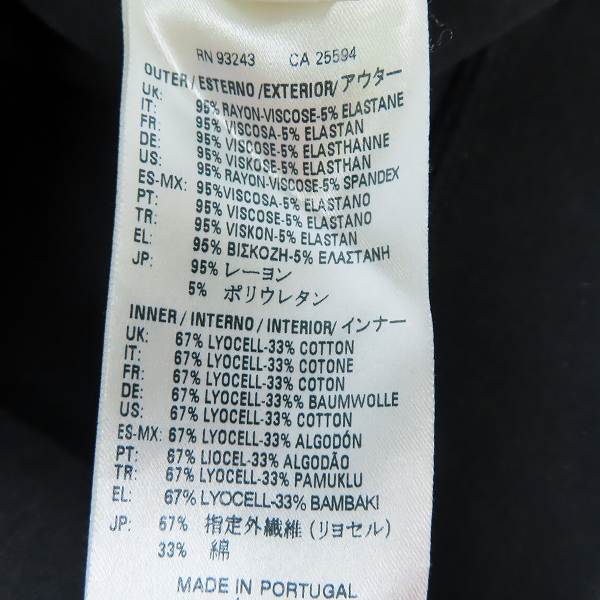 RN 93243 CA 25594
OUTER/ESTERNO/EXTERIOR/アウター
UK: 95% RAYON-VISCOSE-5% ELASTANE
IT: 95% VISCOSA-5% ELASTAN
FR: 95% VISCOSE-5% ELASTHANNE
DE: 95% VISKOSE-5% ELASTHAN
US: 95% RAYON-VISCOSE-5% SPANDEX
ES-MX: 95%VISCOSA-5% ELASTANO
PT: 95% VISCOSE-5% ELASTANO
TR: 95% VISKON-5% ELASTAN
EL: 95% ΒΙΣΚΟΖΗ-5% ΕΛΑΣΤΑΝΗ
JP: 95% レーヨン
5% ポリウレタン
INNER/INTERNO/INTERIOR/インナー
UK: 67% LYOCELL-33% COTTON
IT: 67% LYOCELL-33% COTONE
FR: 67% LYOCELL-33% COTON
DE: 67% LYOCELL-33%% BAUMWOLLE
US: 67% LYOCELL-33% COTTON
ES-MX: 67% LYOCELL-33% ALGODÓN
PT: 67% LIOCEL-33% ALGODÃO
TR: 67% LYOCELL-33% PAMUKLU
EL: 67% LYOCELL-33% ΒΑΜΒΑΚΙ
JP: 67% 指定外繊維(リヨセル)
33% 綿
MADE IN PORTUGAL